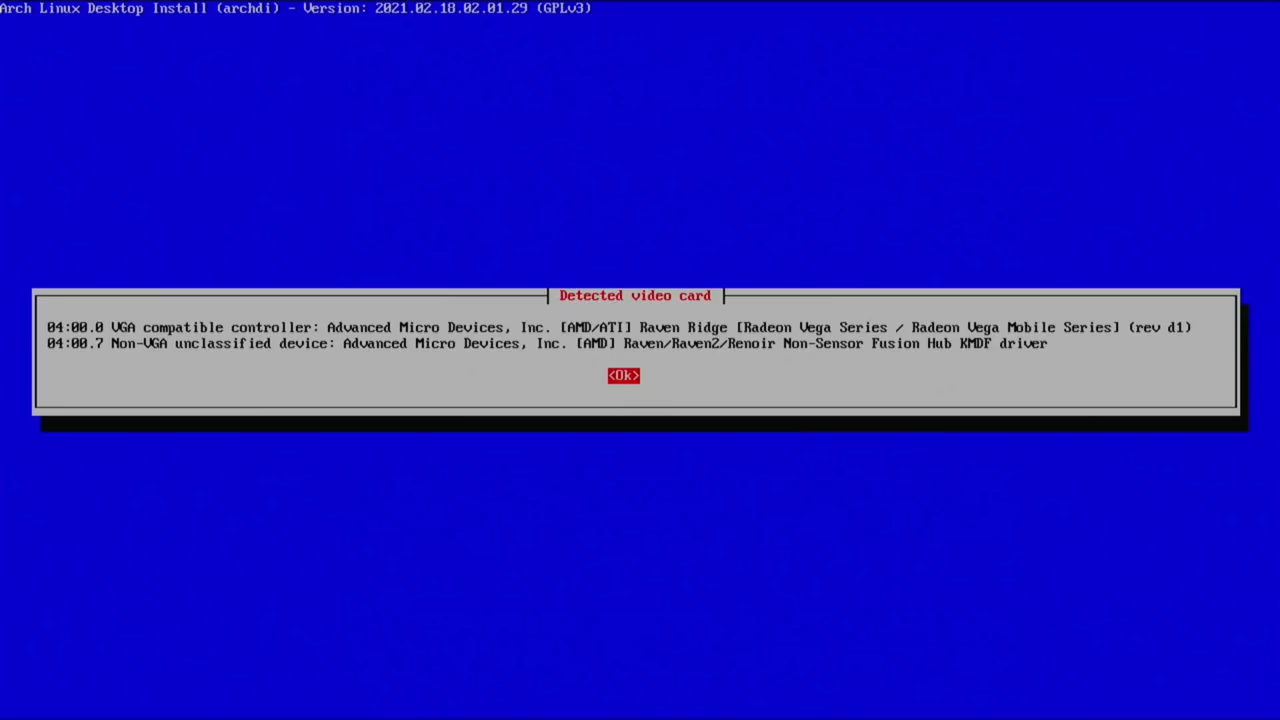 Arch Linux Desktop Install (archdi) - Version: 2021.02.18.02.01.29 (GPLv3)
Detected video card
04:00.0 VGA compatible controller: Advanced Micro Devices, Inc. [AMD/ATI] Raven Ridge [Radeon Vega Series / Radeon Vega Mobile Series] (rev d1)
04:00.7 Non-VGA unclassified device: Advanced Micro Devices, Inc. [AMD] Raven/Raven2/Renoir Non-Sensor Fusion Hub KMDF driver
<Ok>